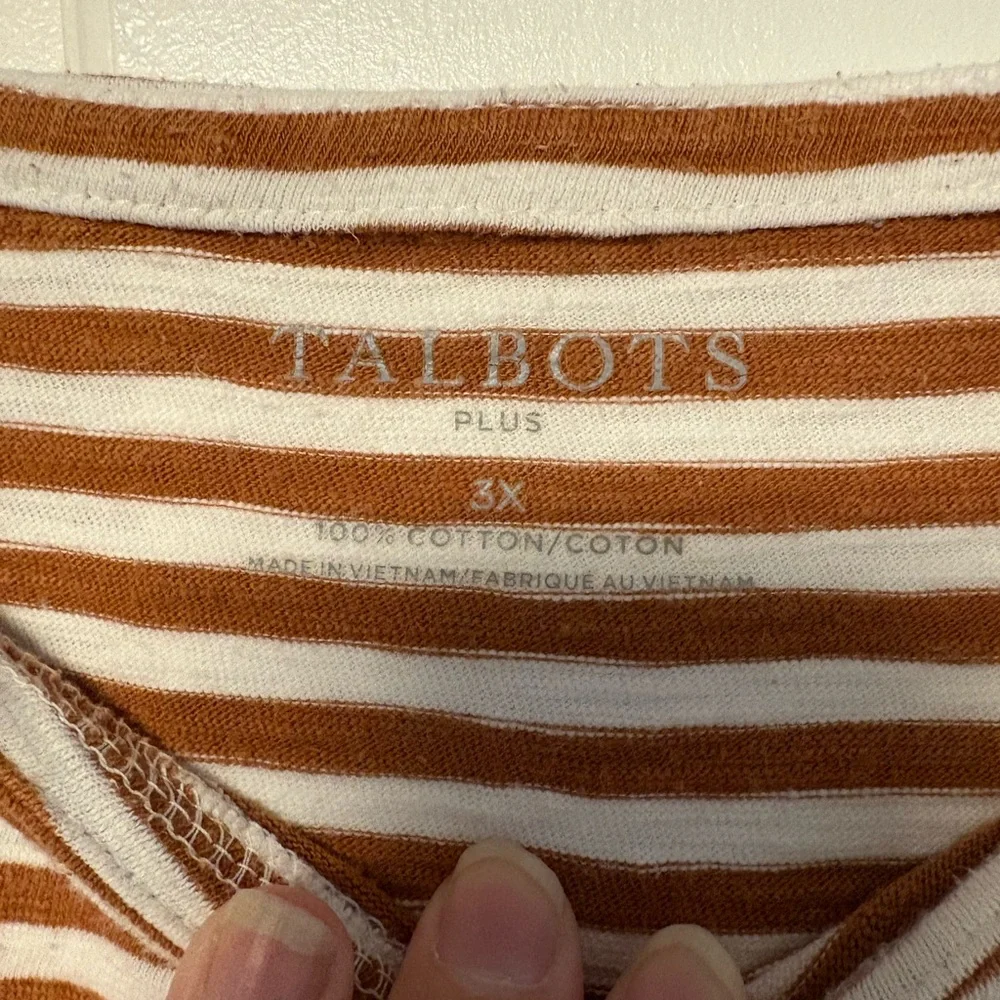 TALBOTS
PLUS
3X
100% COTTON/COTON
MADE IN VIETNAM/FABRIQUÉ AU VIETNAM